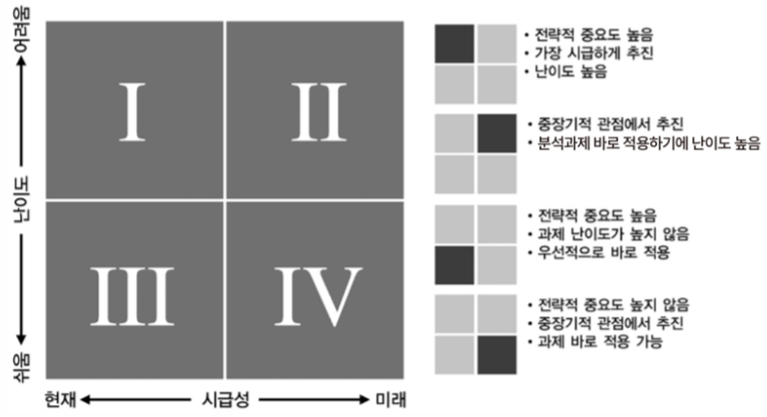 어려움
난이도
쉬움
I
II
III
IV
현재
시급성
미래
• 전략적 중요도 높음
• 가장 시급하게 추진
• 난이도 높음
• 중장기적 관점에서 추진
• 분석과제 바로 적용하기에 난이도 높음
• 전략적 중요도 높음
• 과제 난이도가 높지 않음
• 우선적으로 바로 적용
• 전략적 중요도 높지 않음
• 중장기적 관점에서 추진
• 과제 바로 적용 가능